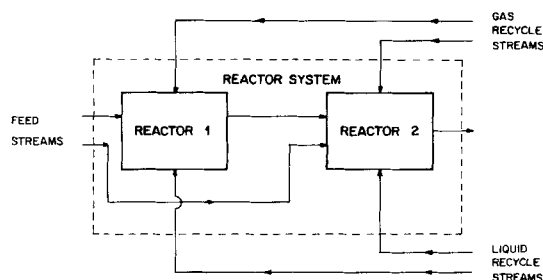 GAS
RECYCLE
STREAMS
REACTOR SYSTEM
FEED
STREAMS
REACTOR 1
REACTOR 2
LIQUID
RECYCLE
STREAMS